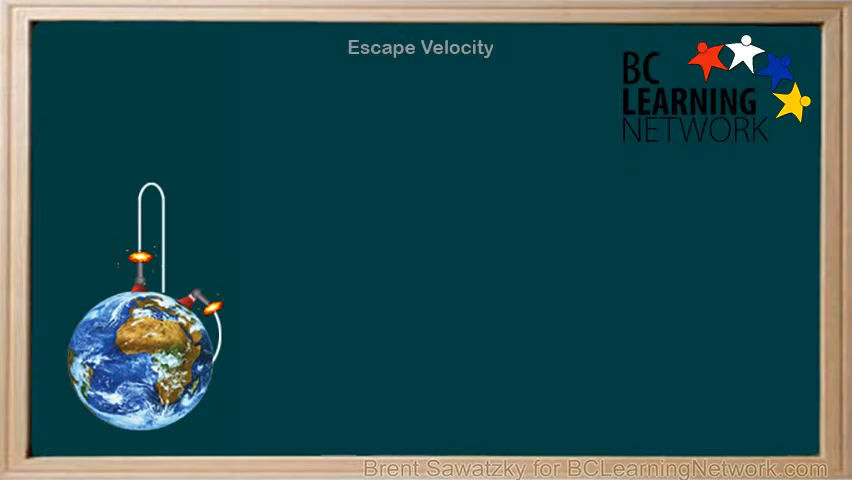 Escape Velocity
BC
LEARNING
NETWORK
Brent Sawatzky for BCLearningNetwork.com